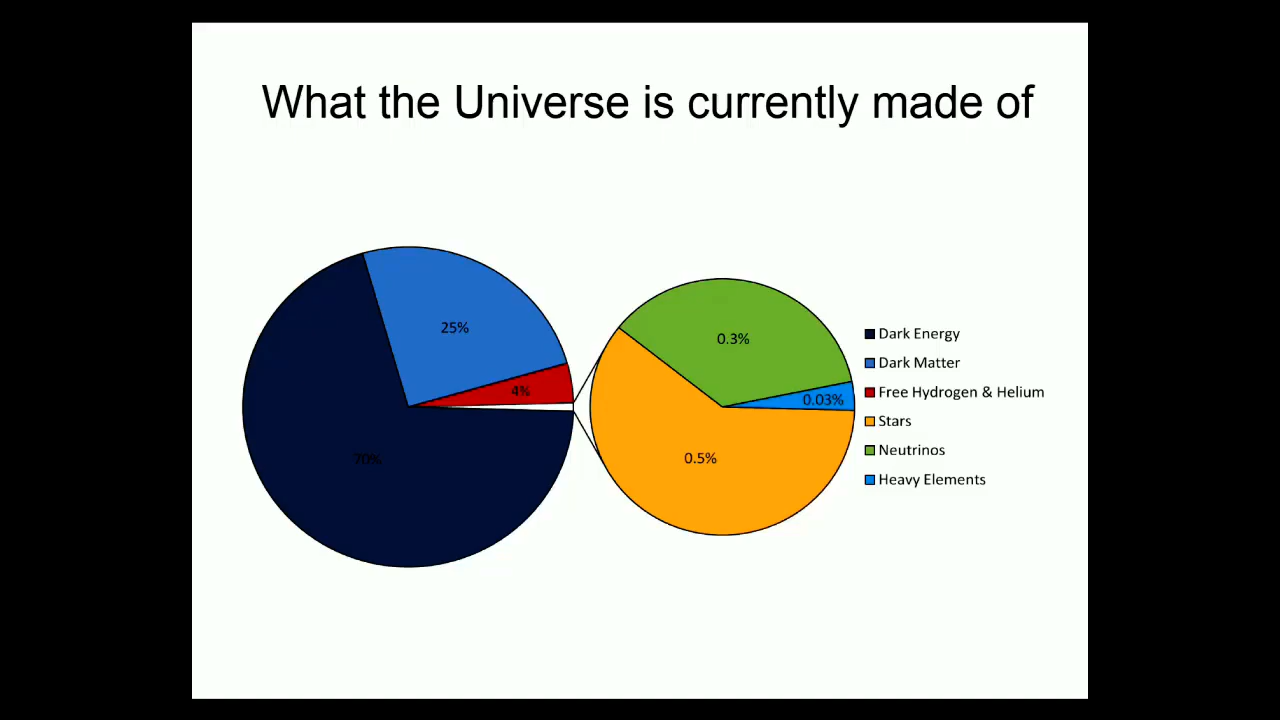 What the Universe is currently made of
25%
4%
70%
0.3%
0.03%
0.5%
Dark Energy
Dark Matter
Free Hydrogen & Helium
Stars
Neutrinos
Heavy Elements